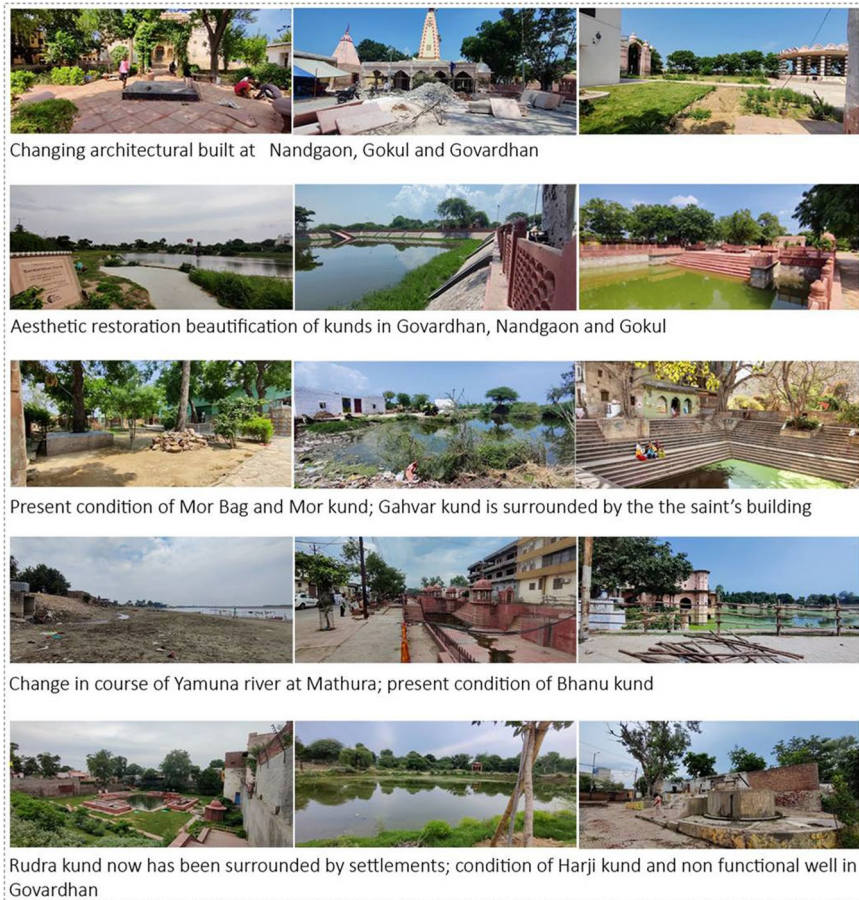 Changing architectural built at Nandgaon, Gokul and Govardhan
Aesthetic restoration beautification of kunds in Govardhan, Nandgaon and Gokul
Present condition of Mor Bag and Mor kund; Gahvar kund is surrounded by the the saint's building
Change in course of Yamuna river at Mathura; present condition of Bhanu kund
Rudra kund now has been surrounded by settlements; condition of Harji kund and non functional well in
Govardhan